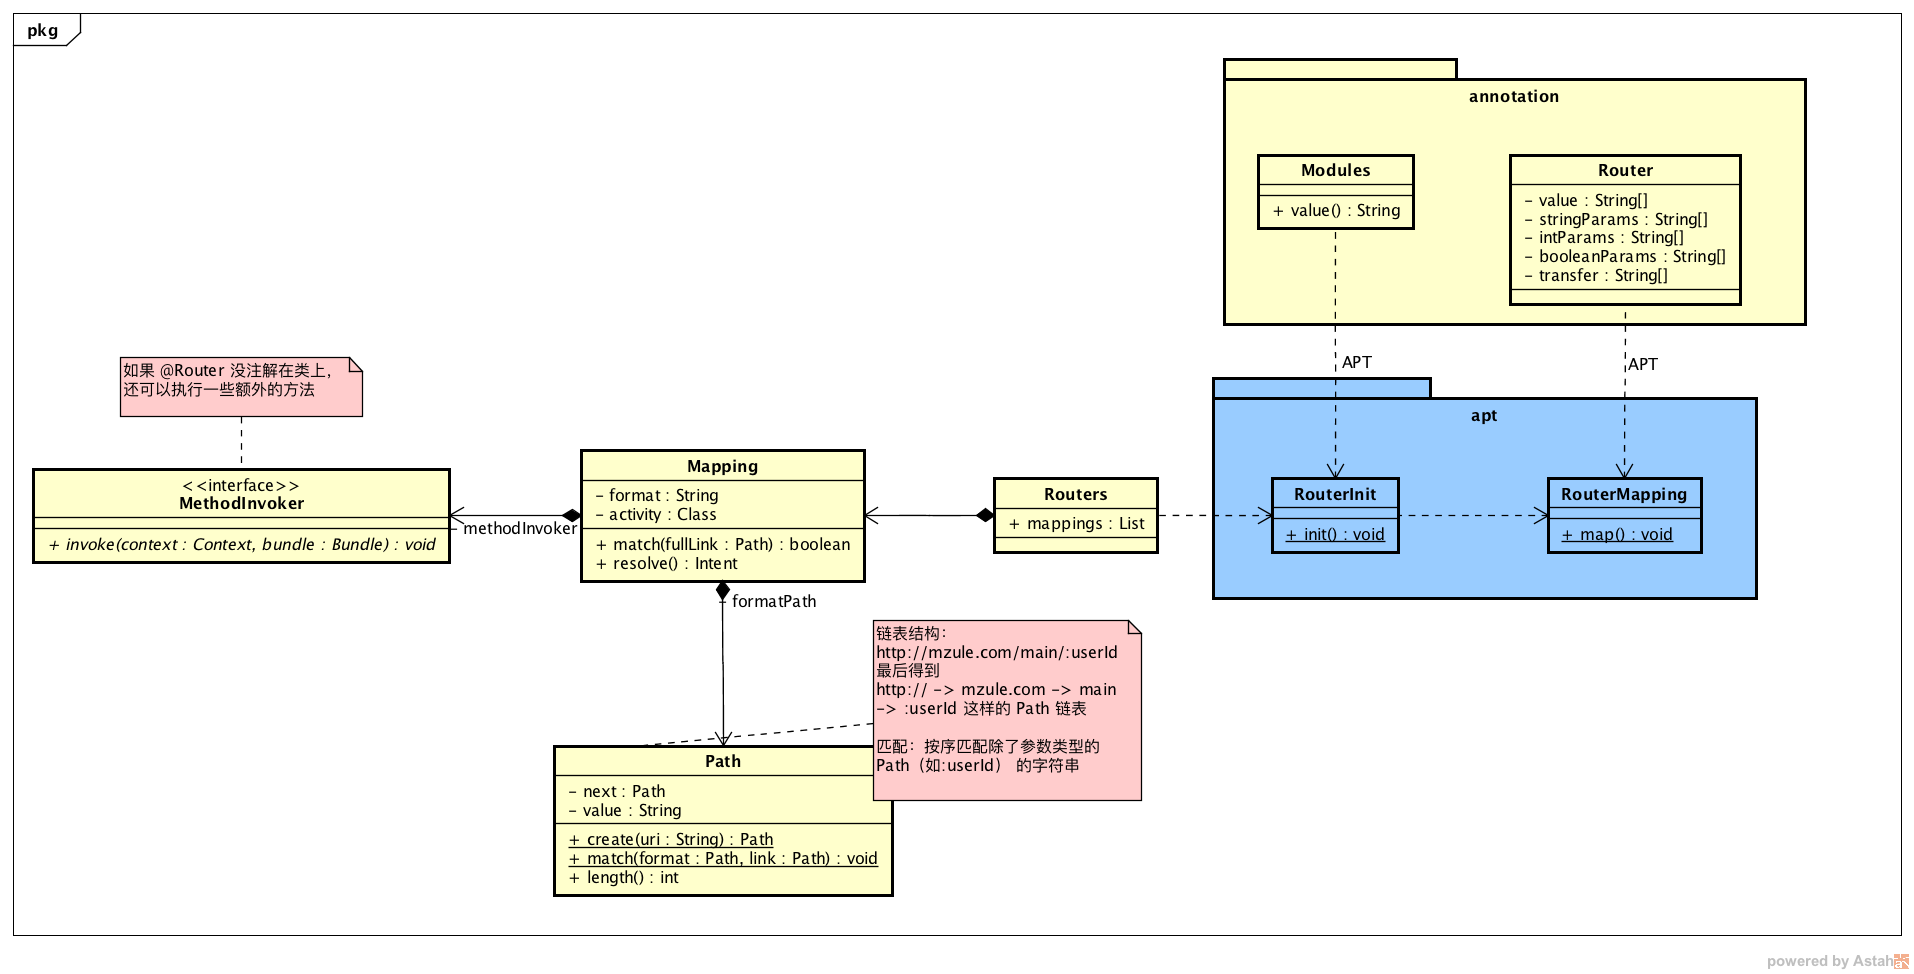 pkg
annotation
Modules
+ value() : String
Router
- value : String[]
- stringParams : String[]
- intParams : String[]
- booleanParams : String[]
- transfer : String[]
APT
APT
如果 @Router 没注解在类上，
还可以执行一些额外的方法
<<interface>>
MethodInvoker
+ invoke(context : Context, bundle : Bundle) : void
- methodInvoker
Mapping
- format : String
- activity : Class
+ match(fullLink : Path) : boolean
+ resolve() : Intent
- formatPath
Routers
+ mappings : List
apt
RouterInit
+ init() : void
RouterMapping
+ map() : void
链表结构：
http://mzule.com/main/:userId
最后得到
http:// -> mzule.com -> main
-> :userId 这样的 Path 链表
匹配：按序匹配除了参数类型的
Path（如:userId） 的字符串
Path
- next : Path
- value : String
+ create(uri : String) : Path
+ match(format : Path, link : Path) : void
+ length() : int
powered by Astah